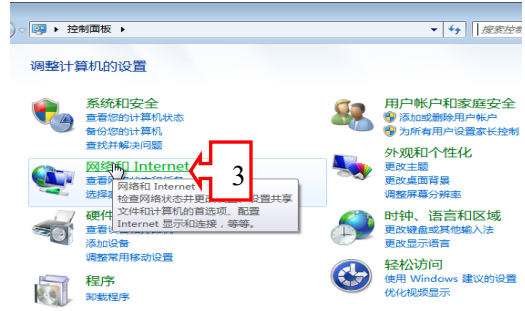 控制面板
搜索控制
调整计算机的设置
系统和安全
查看您的计算机状态
备份您的计算机
查找并解决问题
网络和 Internet
查看
选择
网络和 Internet
检查网络状态并更改 设置共享
文件和计算机的首选项、配置
Internet 显示和连接，等等。
3
硬件
查看
添加设备
调整常用移动设置
程序
卸载程序
用户帐户和家庭安全
添加或删除用户帐户
为所有用户设置家长控制
外观和个性化
更改主题
更改桌面背景
调整屏幕分辨率
时钟、语言和区域
更改键盘或其他输入法
更改显示语言
轻松访问
使用 Windows 建议的设置
优化视频显示